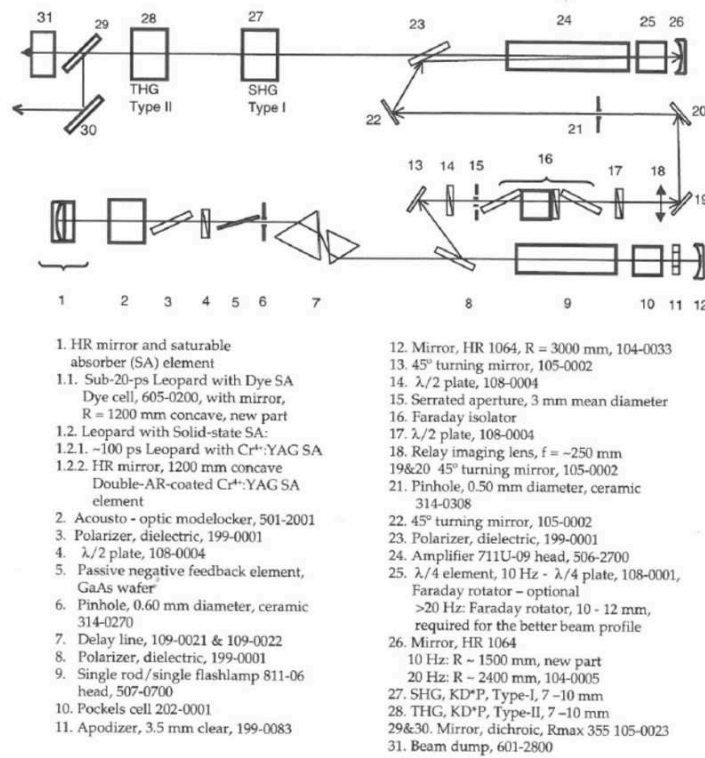 31 29 28 27 23 24 25 26
THG
Type II
SHG
Type I
30
22
21
20
13 14 15 16 17 18
19
1 2 3 4 5 6 7 8 9 10 11 12
1. HR mirror and saturable
absorber (SA) element
1.1. Sub-20-ps Leopard with Dye SA
Dye cell, 605-0200, with mirror,
R = 1200 mm concave, new part
1.2. Leopard with Solid-state SA:
1.2.1. ~100 ps Leopard with Cr⁴⁺:YAG SA
1.2.2. HR mirror, 1200 mm concave
Double-AR-coated Cr⁴⁺:YAG SA
element
2. Acousto - optic modelocker, 501-2001
3. Polarizer, dielectric, 199-0001
4. λ/2 plate, 108-0004
5. Passive negative feedback element,
GaAs wafer
6. Pinhole, 0.60 mm diameter, ceramic
314-0270
7. Delay line, 109-0021 & 109-0022
8. Polarizer, dielectric, 199-0001
9. Single rod/single flashlamp 811-06
head, 507-0700
10. Pockels cell 202-0001
11. Apodizer, 3.5 mm clear, 199-0083
12. Mirror, HR 1064, R = 3000 mm, 104-0033
13. 45° turning mirror, 105-0002
14. λ/2 plate, 108-0004
15. Serrated aperture, 3 mm mean diameter
16. Faraday isolator
17. λ/2 plate, 108-0004
18. Relay imaging lens, f = ~250 mm
19&20 45° turning mirror, 105-0002
21. Pinhole, 0.50 mm diameter, ceramic
314-0308
22. 45° turning mirror, 105-0002
23. Polarizer, dielectric, 199-0001
24. Amplifier 711U-09 head, 506-2700
25. λ/4 element, 10 Hz - λ/4 plate, 108-0001,
Faraday rotator – optional
>20 Hz: Faraday rotator, 10 - 12 mm,
required for the better beam profile
26. Mirror, HR 1064
10 Hz: R ~ 1500 mm, new part
20 Hz: R ~ 2400 mm, 104-0005
27. SHG, KD*P, Type-I, 7 –10 mm
28. THG, KD*P, Type-II, 7 –10 mm
29&30. Mirror, dichroic, Rmax 355 105-0023
31. Beam dump, 601-2800